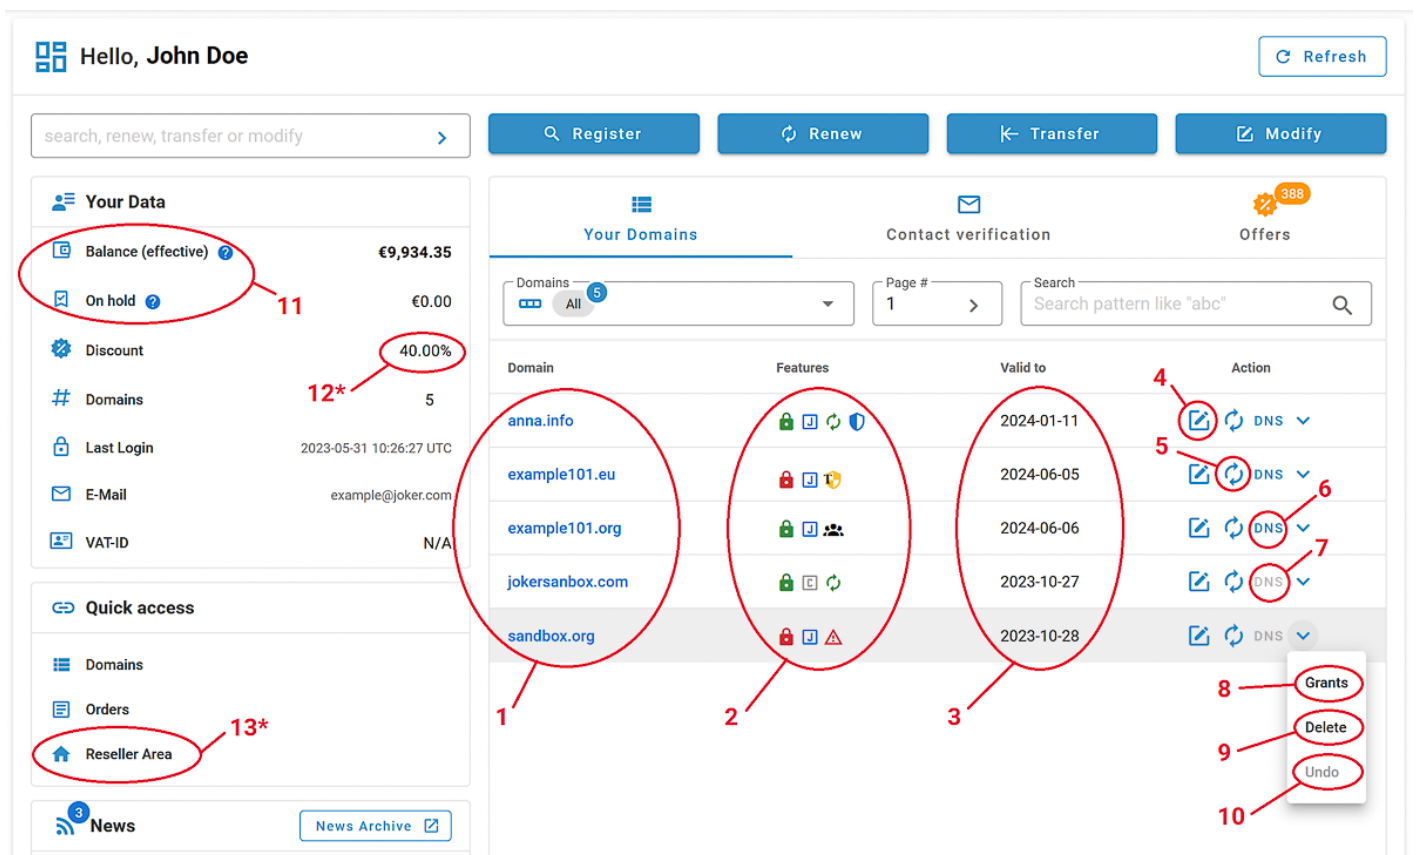 Hello, John Doe
Refresh
search, renew, transfer or modify
Register
Renew
Transfer
Modify
Your Data
Balance (effective) ?
€9,934.35
On hold ?
€0.00
11
Discount
40.00%
12*
Domains
5
Last Login
2023-05-31 10:26:27 UTC
E-Mail
example@joker.com
VAT-ID
N/A
Quick access
Domains
Orders
Reseller Area
13*
3
News
News Archive
Your Domains
Contact verification
388
Offers
Domains
All
5
Page #
1
Search
Search pattern like "abc"
Domain
Features
Valid to
Action
4
anna.info
J
2024-01-11
DNS
5
example101.eu
J
T
2024-06-05
DNS
6
example101.org
J
2024-06-06
DNS
7
jokersanbox.com
C
2023-10-27
DNS
sandbox.org
J
2023-10-28
DNS
1
2
3
8
Grants
9
Delete
10
Undo